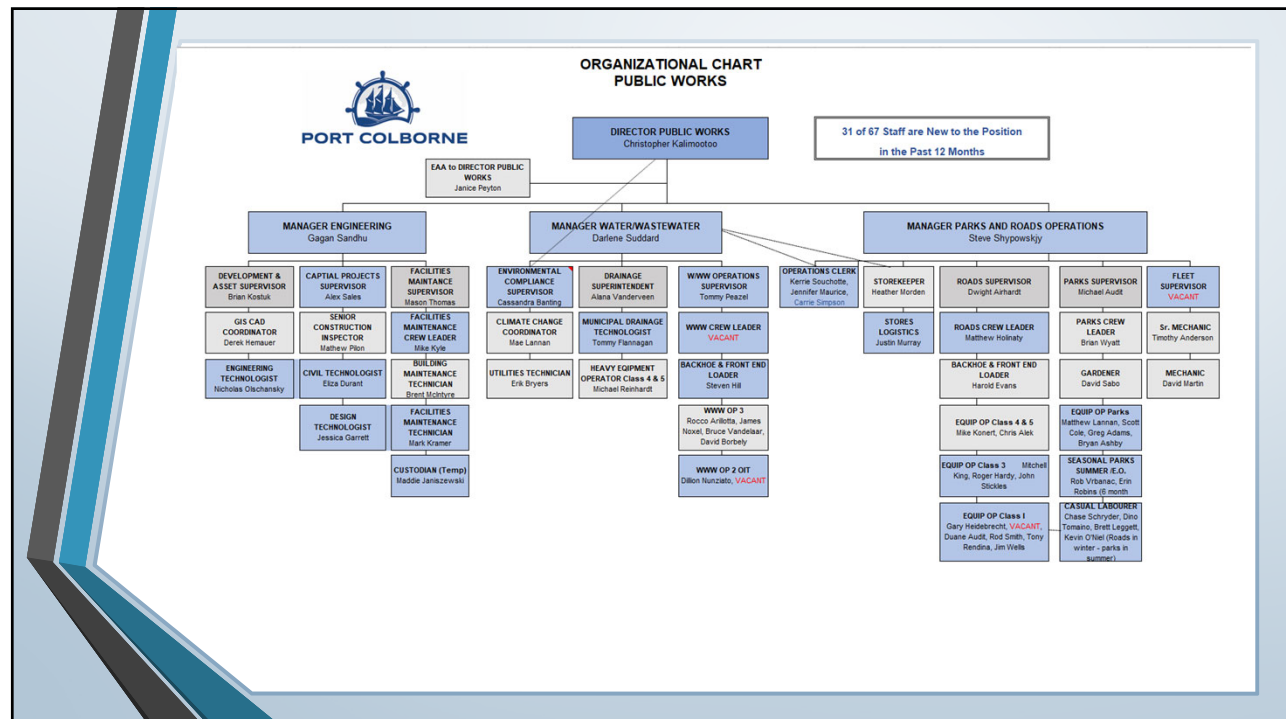 ORGANIZATIONAL CHART
PUBLIC WORKS
PORT COLBORNE
DIRECTOR PUBLIC WORKS
Christopher Kalimootoo
31 of 67 Staff are New to the Position
in the Past 12 Months
EAA to DIRECTOR PUBLIC
WORKS
Janice Peyton
MANAGER ENGINEERING
Gagan Sandhu
MANAGER WATER/WASTEWATER
Darlene Suddard
MANAGER PARKS AND ROADS OPERATIONS
Steve Shypowskjy
DEVELOPMENT &
ASSET SUPERVISOR
Brian Kostuk
GIS CAD
COORDINATOR
Derek Hemauer
ENGINEERING
TECHNOLOGIST
Nicholas Olschansky
CAPTIAL PROJECTS
SUPERVISOR
Alex Sales
SENIOR
CONSTRUCTION
INSPECTOR
Mathew Pilon
CIVIL TECHNOLOGIST
Eliza Durant
DESIGN
TECHNOLOGIST
Jessica Garrett
FACILITIES
MAINTANCE
SUPERVISOR
Mason Thomas
FACILITIES
MAINTENANCE
CREW LEADER
Mike Kyle
BUILDING
MAINTENANCE
TECHNICIAN
Brent McIntyre
FACILITIES
MAINTENANCE
TECHNICIAN
Mark Kramer
CUSTODIAN (Temp)
Maddie Janiszewski
ENVIRONMENTAL
COMPLIANCE
SUPERVISOR
Cassandra Banting
CLIMATE CHANGE
COORDINATOR
Mae Lannan
UTILITIES TECHNICIAN
Erik Bryers
DRAINAGE
SUPERINTENDENT
Alana Vanderveen
MUNICIPAL DRAINAGE
TECHNOLOGIST
Tommy Flannagan
HEAVY EQIPMENT
OPERATOR Class 4 & 5
Michael Reinhardt
W/WW OPERATIONS
SUPERVISOR
Tommy Peazel
WWW CREW LEADER
VACANT
BACKHOE & FRONT END
LOADER
Steven Hill
WWW OP 3
Rocco Arillotta, James
Noxel, Bruce Vandelaar,
David Borbely
WWW OP 2 OIT
Dillion Nunziato, VACANT
OPERATIONS CLERK
Kerrie Souchotte,
Jennifer Maurice,
Carrie Simpson
STOREKEEPER
Heather Morden
STORES
LOGISTICS
Justin Murray
ROADS SUPERVISOR
Dwight Airhardt
ROADS CREW LEADER
Matthew Holinaty
BACKHOE & FRONT END
LOADER
Harold Evans
EQUIP OP Class 4 & 5
Mike Konert, Chris Alek
EQUIP OP Class 3 Mitchell
King, Roger Hardy, John
Stickles
EQUIP OP Class I
Gary Heidebrecht, VACANT,
Duane Audit, Rod Smith, Tony
Rendina, Jim Wells
PARKS SUPERVISOR
Michael Audit
PARKS CREW
LEADER
Brian Wyatt
GARDENER
David Sabo
EQUIP OP Parks
Matthew Lannan, Scott
Cole, Greg Adams,
Bryan Ashby
SEASONAL PARKS
SUMMER /E.O.
Rob Vrbanac, Erin
Robins (6 month
CASUAL LABOURER
Chase Schryder, Dino
Tomaino, Brett Leggett,
Kevin O'Niel (Roads in
winter - parks in
summer)
FLEET
SUPERVISOR
VACANT
Sr. MECHANIC
Timothy Anderson
MECHANIC
David Martin